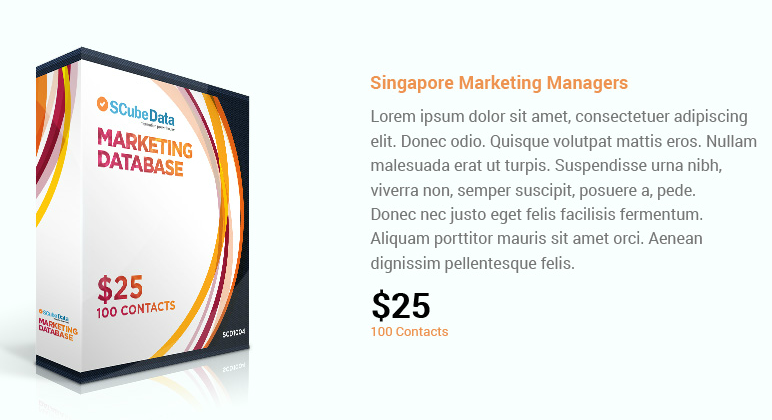 SCubeData
MARKETING
DATABASE
$25
100 CONTACTS
SCubeData
MARKETING
DATABASE
SCD1004
Singapore Marketing Managers
Lorem ipsum dolor sit amet, consectetuer adipiscing
elit. Donec odio. Quisque volutpat mattis eros. Nullam
malesuada erat ut turpis. Suspendisse urna nibh,
viverra non, semper suscipit, posuere a, pede.
Donec nec justo eget felis facilisis fermentum.
Aliquam porttitor mauris sit amet orci. Aenean
dignissim pellentesque felis.
$25
100 Contacts